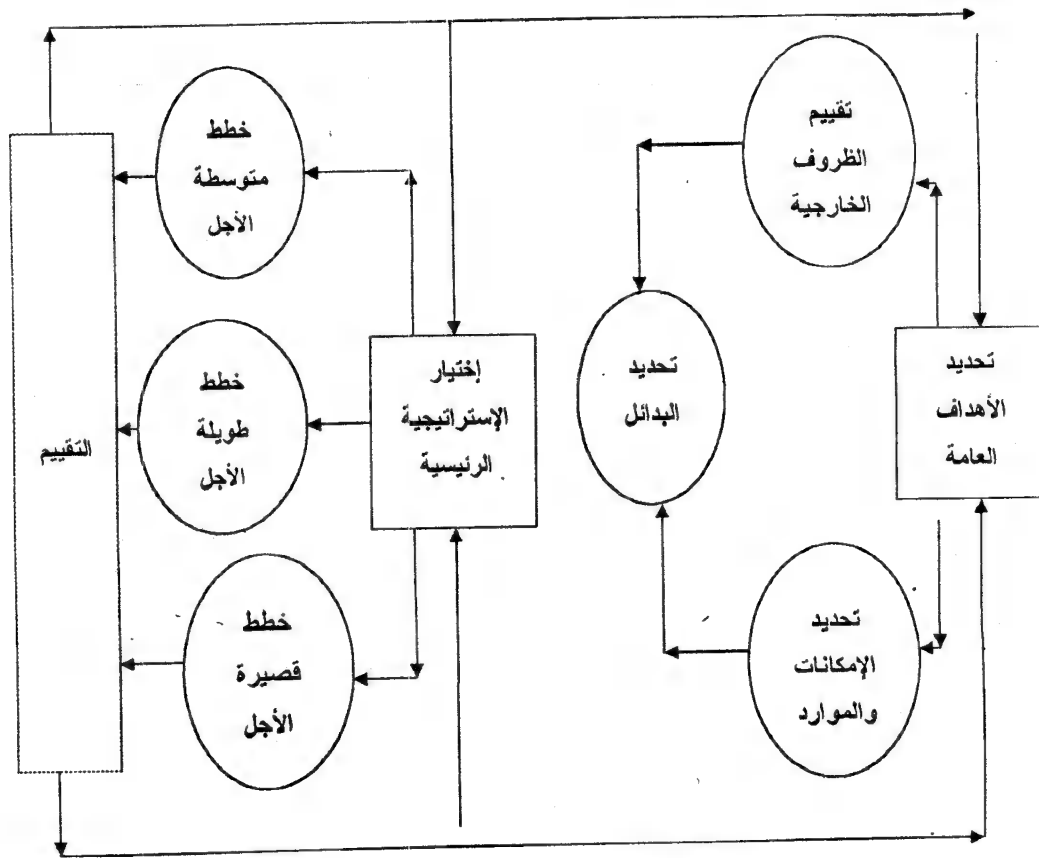 تقييم
الظروف
الخارجية
تحديد
الأهداف
العامة
تحديد
الإمكانات
والموارد
تحديد
البدائل
إختيار
الإستراتيجية
الرئيسية
خطط
متوسطة
الأجل
خطط
طويلة
الأجل
خطط
قصيرة
الأجل
التقييم